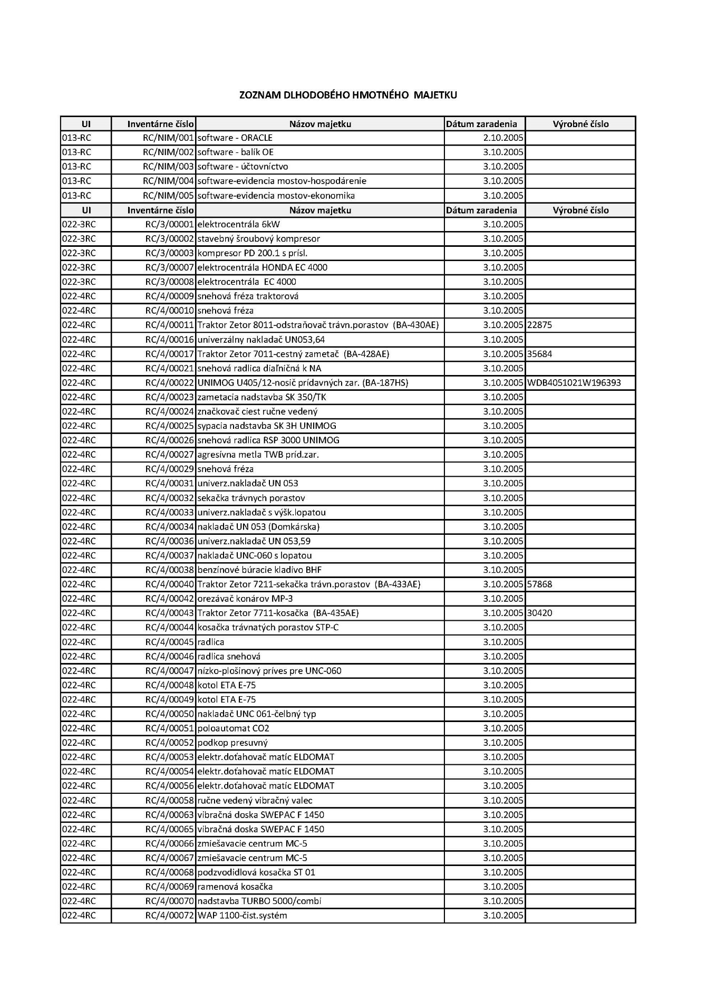 ZOZNAM DLHODOBÉHO HMOTNÉHO MAJETKU
UI Inventárne číslo Názov majetku Dátum zaradenia Výrobné číslo
013-RC RC/NIM/001 software - ORACLE 2.10.2005
013-RC RC/NIM/002 software - balík OE 3.10.2005
013-RC RC/NIM/003 software - účtovníctvo 3.10.2005
013-RC RC/NIM/004 software-evidencia mostov-hospodárenie 3.10.2005
013-RC RC/NIM/005 software-evidencia mostov-ekonomika 3.10.2005
UI Inventárne číslo Názov majetku Dátum zaradenia Výrobné číslo
022-3RC RC/3/00001 elektrocentrála 6kW 3.10.2005
022-3RC RC/3/00002 stavebný šroubový kompresor 3.10.2005
022-3RC RC/3/00003 kompresor PD 200.1 s prísl. 3.10.2005
022-3RC RC/3/00007 elektrocentrála HONDA EC 4000 3.10.2005
022-3RC RC/3/00008 elektrocentrála EC 4000 3.10.2005
022-4RC RC/4/00009 snehová fréza traktorová 3.10.2005
022-4RC RC/4/00010 snehová fréza 3.10.2005
022-4RC RC/4/00011 Traktor Zetor 8011-odstraňovač trávn.porastov (BA-430AE) 3.10.2005 22875
022-4RC RC/4/00016 univerzálny nakladač UN053,64 3.10.2005
022-4RC RC/4/00017 Traktor Zetor 7011-cestný zametač (BA-428AE) 3.10.2005 35684
022-4RC RC/4/00021 snehová radlica diaľničná k NA 3.10.2005
022-4RC RC/4/00022 UNIMOG U405/12-nosič prídavných zar. (BA-187HS) 3.10.2005 WDB4051021W196393
022-4RC RC/4/00023 zametacia nadstavba SK 350/TK 3.10.2005
022-4RC RC/4/00024 značkovač ciest ručne vedený 3.10.2005
022-4RC RC/4/00025 sypacia nadstavba SK 3H UNIMOG 3.10.2005
022-4RC RC/4/00026 snehová radlica RSP 3000 UNIMOG 3.10.2005
022-4RC RC/4/00027 agresívna metla TWB príd.zar. 3.10.2005
022-4RC RC/4/00029 snehová fréza 3.10.2005
022-4RC RC/4/00031 univerz.nakladač UN 053 3.10.2005
022-4RC RC/4/00032 sekačka trávnych porastov 3.10.2005
022-4RC RC/4/00033 univerz.nakladač s výšk.lopatou 3.10.2005
022-4RC RC/4/00034 nakladač UN 053 (Domkárska) 3.10.2005
022-4RC RC/4/00036 univerz.nakladač UN 053,59 3.10.2005
022-4RC RC/4/00037 nakladač UNC-060 s lopatou 3.10.2005
022-4RC RC/4/00038 benzínové búracie kladivo BHF 3.10.2005
022-4RC RC/4/00040 Traktor Zetor 7211-sekačka trávn.porastov (BA-433AE) 3.10.2005 57868
022-4RC RC/4/00042 orezávač konárov MP-3 3.10.2005
022-4RC RC/4/00043 Traktor Zetor 7711-kosačka (BA-435AE) 3.10.2005 30420
022-4RC RC/4/00044 kosačka trávnatých porastov STP-C 3.10.2005
022-4RC RC/4/00045 radlica 3.10.2005
022-4RC RC/4/00046 radlica snehová 3.10.2005
022-4RC RC/4/00047 nízko-plošinový príves pre UNC-060 3.10.2005
022-4RC RC/4/00048 kotol ETA E-75 3.10.2005
022-4RC RC/4/00049 kotol ETA E-75 3.10.2005
022-4RC RC/4/00050 nakladač UNC 061-čelbný typ 3.10.2005
022-4RC RC/4/00051 poloautomat CO2 3.10.2005
022-4RC RC/4/00052 podkop presuvný 3.10.2005
022-4RC RC/4/00053 elektr.doťahovač matíc ELDOMAT 3.10.2005
022-4RC RC/4/00054 elektr.doťahovač matíc ELDOMAT 3.10.2005
022-4RC RC/4/00056 elektr.doťahovač matíc ELDOMAT 3.10.2005
022-4RC RC/4/00058 ručne vedený vibračný valec 3.10.2005
022-4RC RC/4/00063 vibračná doska SWEPAC F 1450 3.10.2005
022-4RC RC/4/00065 vibračná doska SWEPAC F 1450 3.10.2005
022-4RC RC/4/00066 zmiešavacie centrum MC-5 3.10.2005
022-4RC RC/4/00067 zmiešavacie centrum MC-5 3.10.2005
022-4RC RC/4/00068 podzvodidlová kosačka ST 01 3.10.2005
022-4RC RC/4/00069 ramenová kosačka 3.10.2005
022-4RC RC/4/00070 nadstavba TURBO 5000/combi 3.10.2005
022-4RC RC/4/00072 WAP 1100-čist.systém 3.10.2005